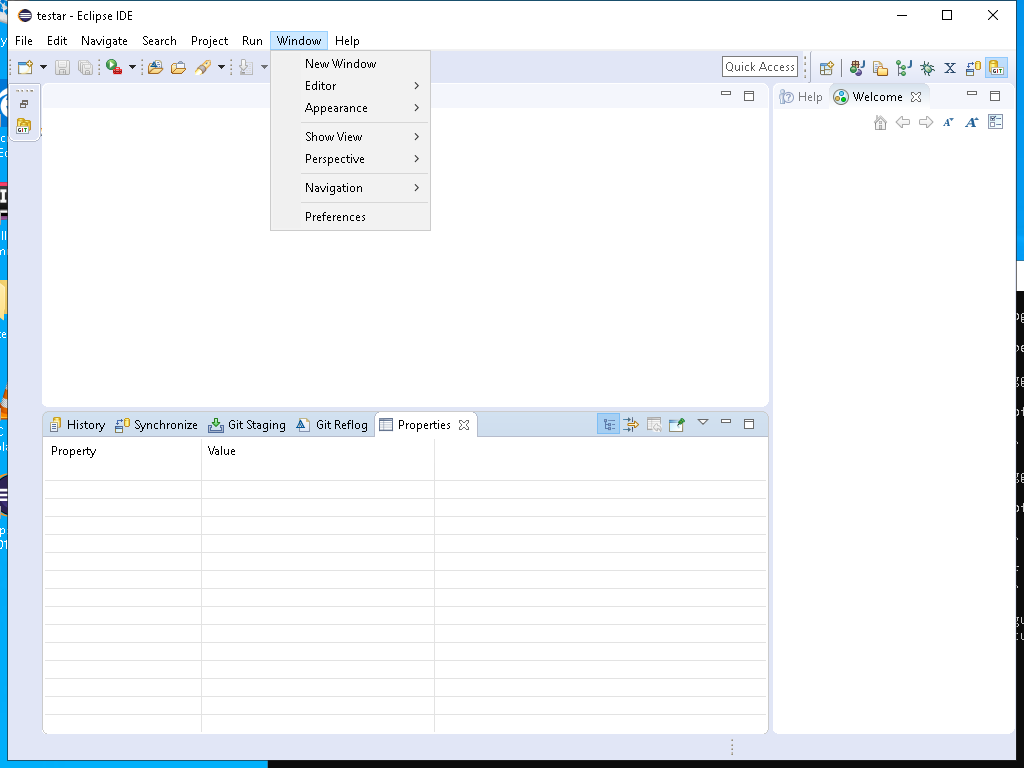 testar - Eclipse IDE
File Edit Navigate Search Project Run Window Help
Quick Access
New Window
Editor
Appearance
Show View
Perspective
Navigation
Preferences
Help Welcome
History Synchronize Git Staging Git Reflog Properties
Property Value